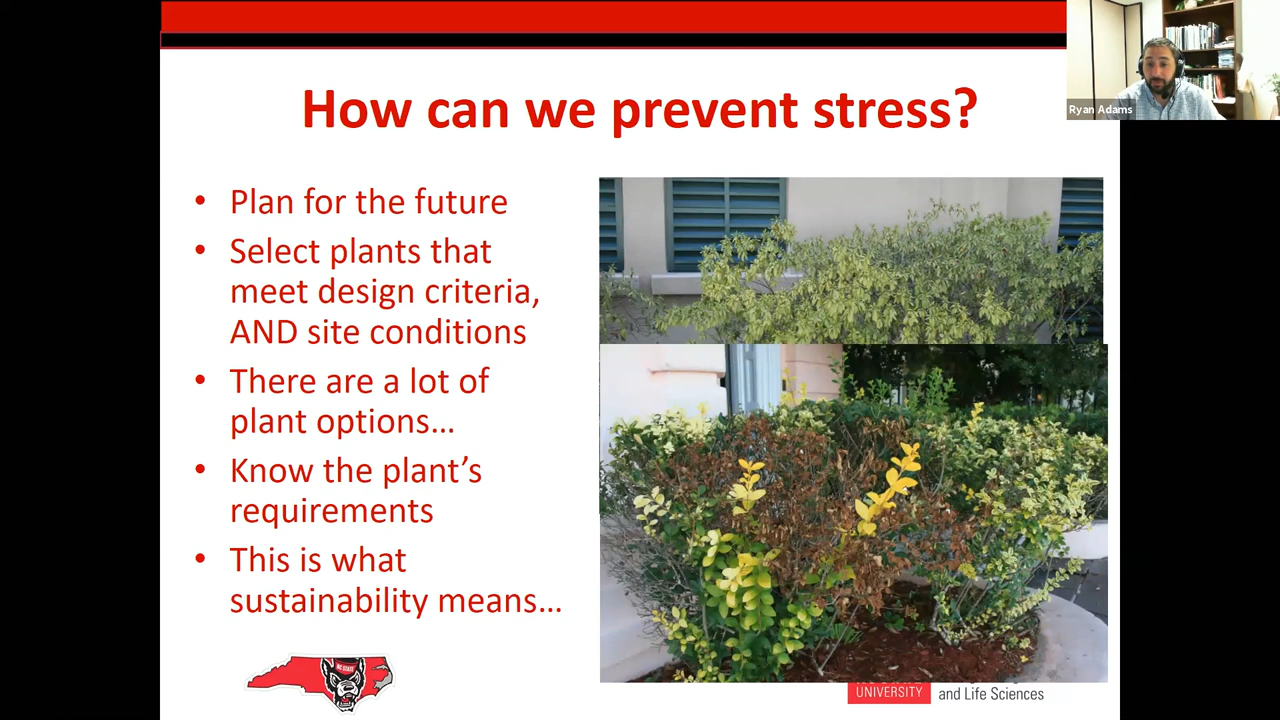 How can we prevent stress?
Ryan Adams
• Plan for the future
• Select plants that
meet design criteria,
AND site conditions
• There are a lot of
plant options...
• Know the plant's
requirements
• This is what
sustainability means...
NC STATE
UNIVERSITY
and Life Sciences